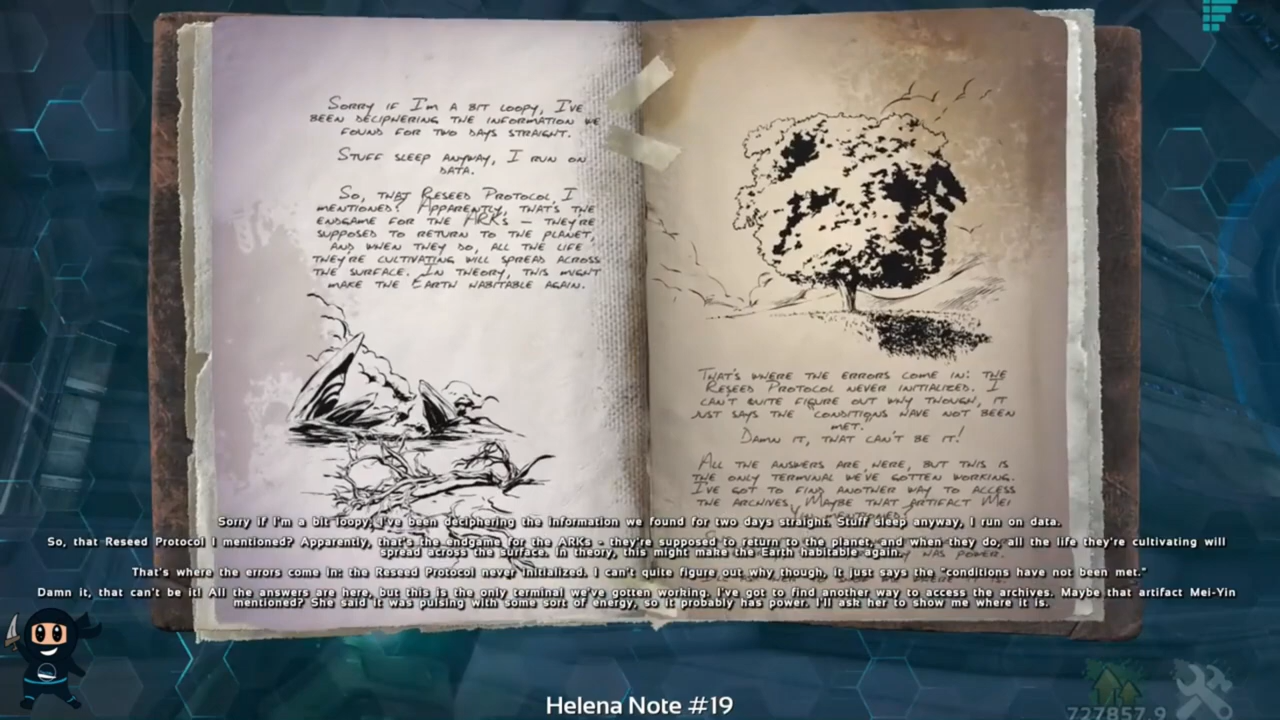 Sorry if I'm a bit loopy, I've
been deciphering the information we
found for two days straight.
Stuff sleep anyway, I run on
data.
So, that Reseed Protocol I
mentioned? Apparently, that's the
endgame for the ARKs – they're
supposed to return to the planet,
and when they do, all the life
they're cultivating will spread across
the surface. In theory, this might
make the Earth habitable again.
That's where the errors come in: the
Reseed Protocol never initialized. I
can't quite figure out why though, it
just says the "conditions have not been
met."
Damn it, that can't be it!
All the answers are here, but this is
the only terminal we've gotten working.
I've got to find another way to access
the archives. Maybe that artifact Mei
Yin mentioned?
Sorry if I'm a bit loopy, I've been deciphering the information we found for two days straight. Stuff sleep anyway, I run on data.
So, that Reseed Protocol I mentioned? Apparently, that's the endgame for the ARKs - they're supposed to return to the planet, and when they do, all the life they're cultivating will
spread across the surface. In theory, this might make the Earth habitable again.
y was power.
That's where the errors come in: the Reseed Protocol never initialized. I can't quite figure out why though, it just says the "conditions have not been met."
Damn it, that can't be it! All the answers are here, but this is the only terminal we've gotten working. I've got to find another way to access the archives. Maybe that artifact Mei-Yin
mentioned? She said it was pulsing with some sort of energy, so it probably has power. I'll ask her to show me where it is.
Helena Note #19
727857.9